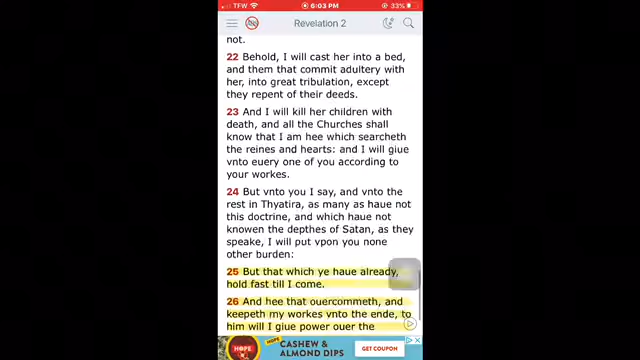 TFW 6:03 PM 33%
Revelation 2
not.
22 Behold, I will cast her into a bed,
and them that commit adultery with
her, into great tribulation, except
they repent of their deeds.
23 And I will kill her children with
death, and all the Churches shall
know that I am hee which searcheth
the reines and hearts: and I will giue
vnto euery one of you according to
your workes.
24 But vnto you I say, and vnto the
rest in Thyatira, as many as haue not
this doctrine, and which haue not
knowen the depthes of Satan, as they
speake, I will put vpon you none
other burden:
25 But that which ye haue already,
hold fast till I come.
26 And hee that ouercommeth, and
keepeth my workes vnto the ende, to
him will I giue power ouer the
HOPE
HOPE
CASHEW &
ALMOND DIPS
GET COUPON